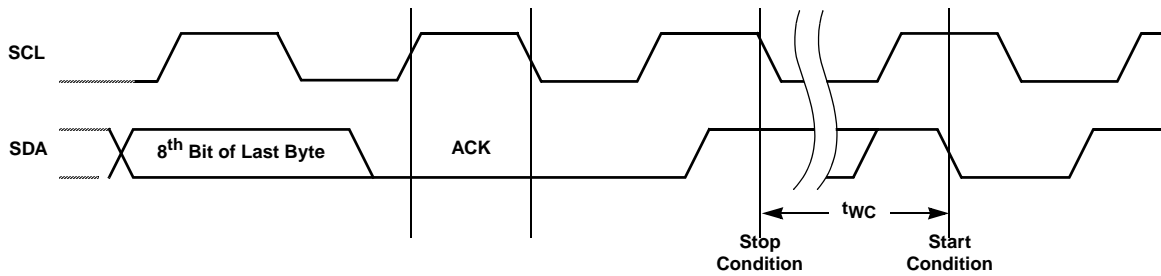 SCL
SDA
8th Bit of Last Byte
ACK
tWC
Stop
Condition
Start
Condition